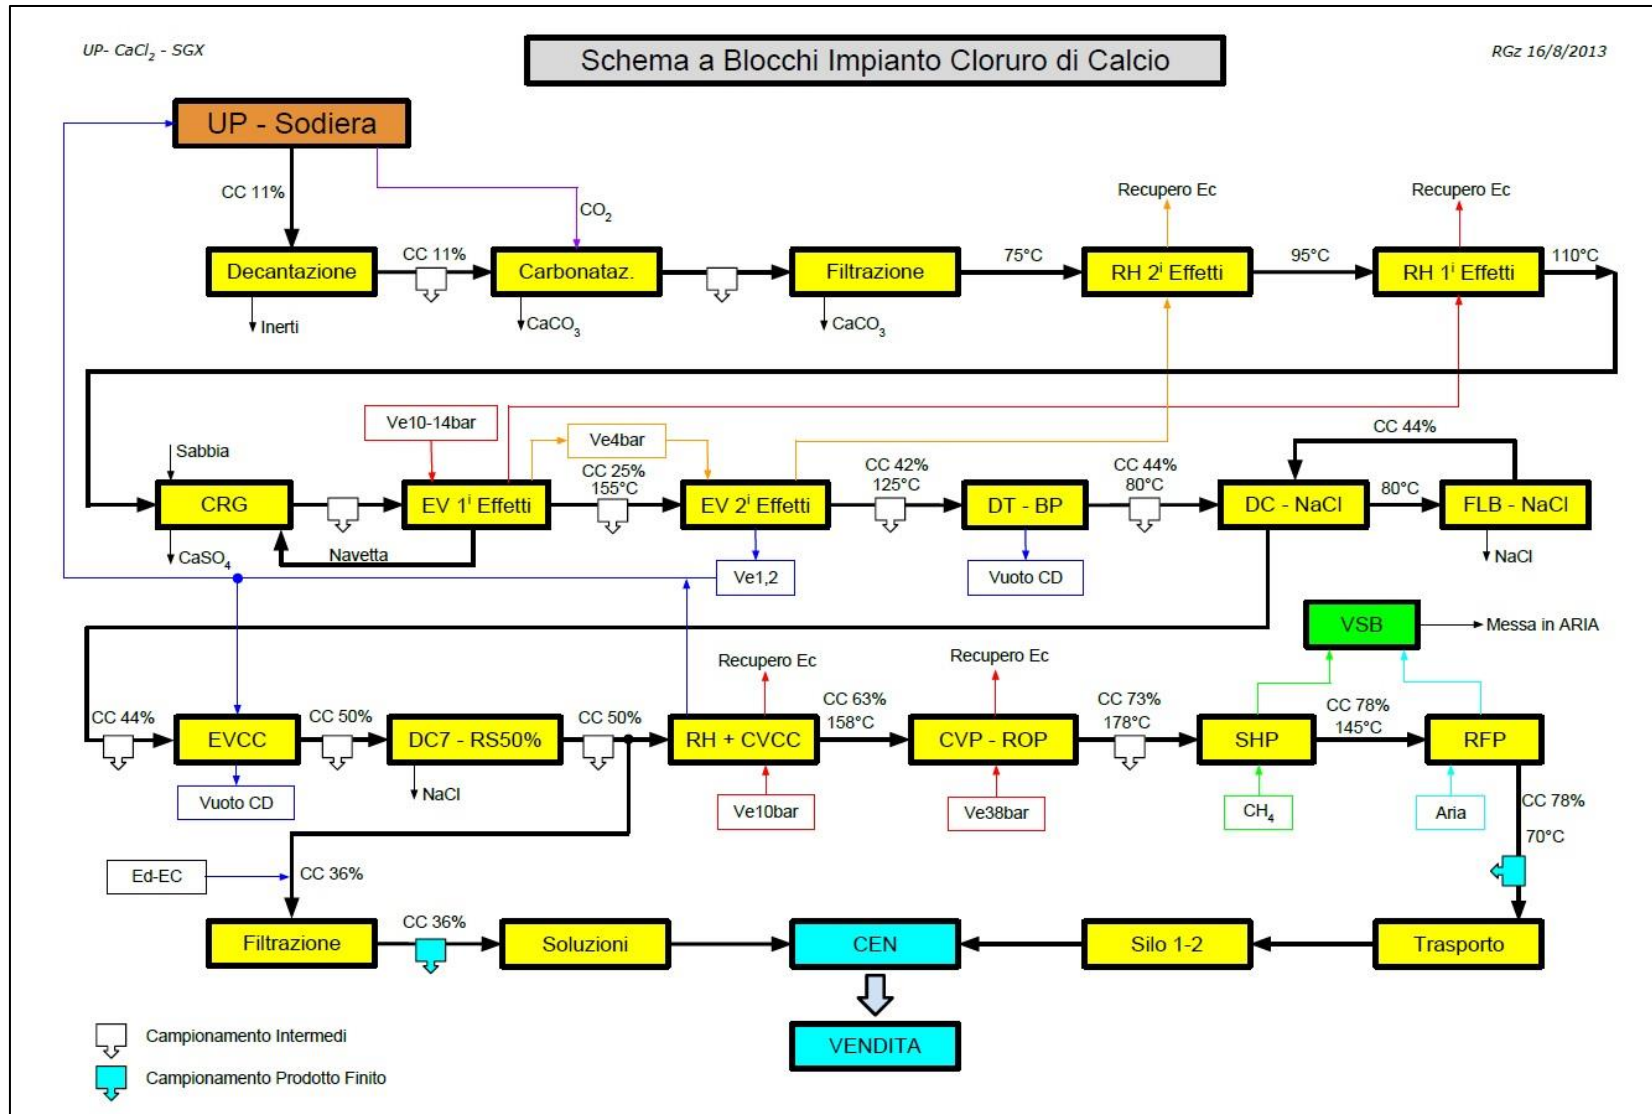 UP- CaCl2 - SGX
Schema a Blocchi Impianto Cloruro di Calcio
RGz 16/8/2013
UP - Sodiera
CC 11%
CO2
Recupero Ec
Recupero Ec
Decantazione
CC 11%
Carbonataz.
Filtrazione
75°C
RH 2i Effetti
95°C
RH 1i Effetti
110°C
Inerti
CaCO3
CaCO3
Ve10-14bar
Ve4bar
CC 44%
Sabbia
CRG
EV 1i Effetti
CC 25%
155°C
EV 2i Effetti
CC 42%
125°C
DT - BP
CC 44%
80°C
DC - NaCl
80°C
FLB - NaCl
CaSO4
Navetta
Ve1,2
Vuoto CD
NaCl
VSB
Messa in ARIA
Recupero Ec
Recupero Ec
CC 44%
EVCC
CC 50%
DC7 - RS50%
CC 50%
RH + CVCC
CC 63%
158°C
CVP - ROP
CC 73%
178°C
SHP
CC 78%
145°C
RFP
Vuoto CD
NaCl
Ve10bar
Ve38bar
CH4
Aria
CC 78%
70°C
Ed-EC
CC 36%
Filtrazione
CC 36%
Soluzioni
CEN
Silo 1-2
Trasporto
VENDITA
Campionamento Intermedi
Campionamento Prodotto Finito